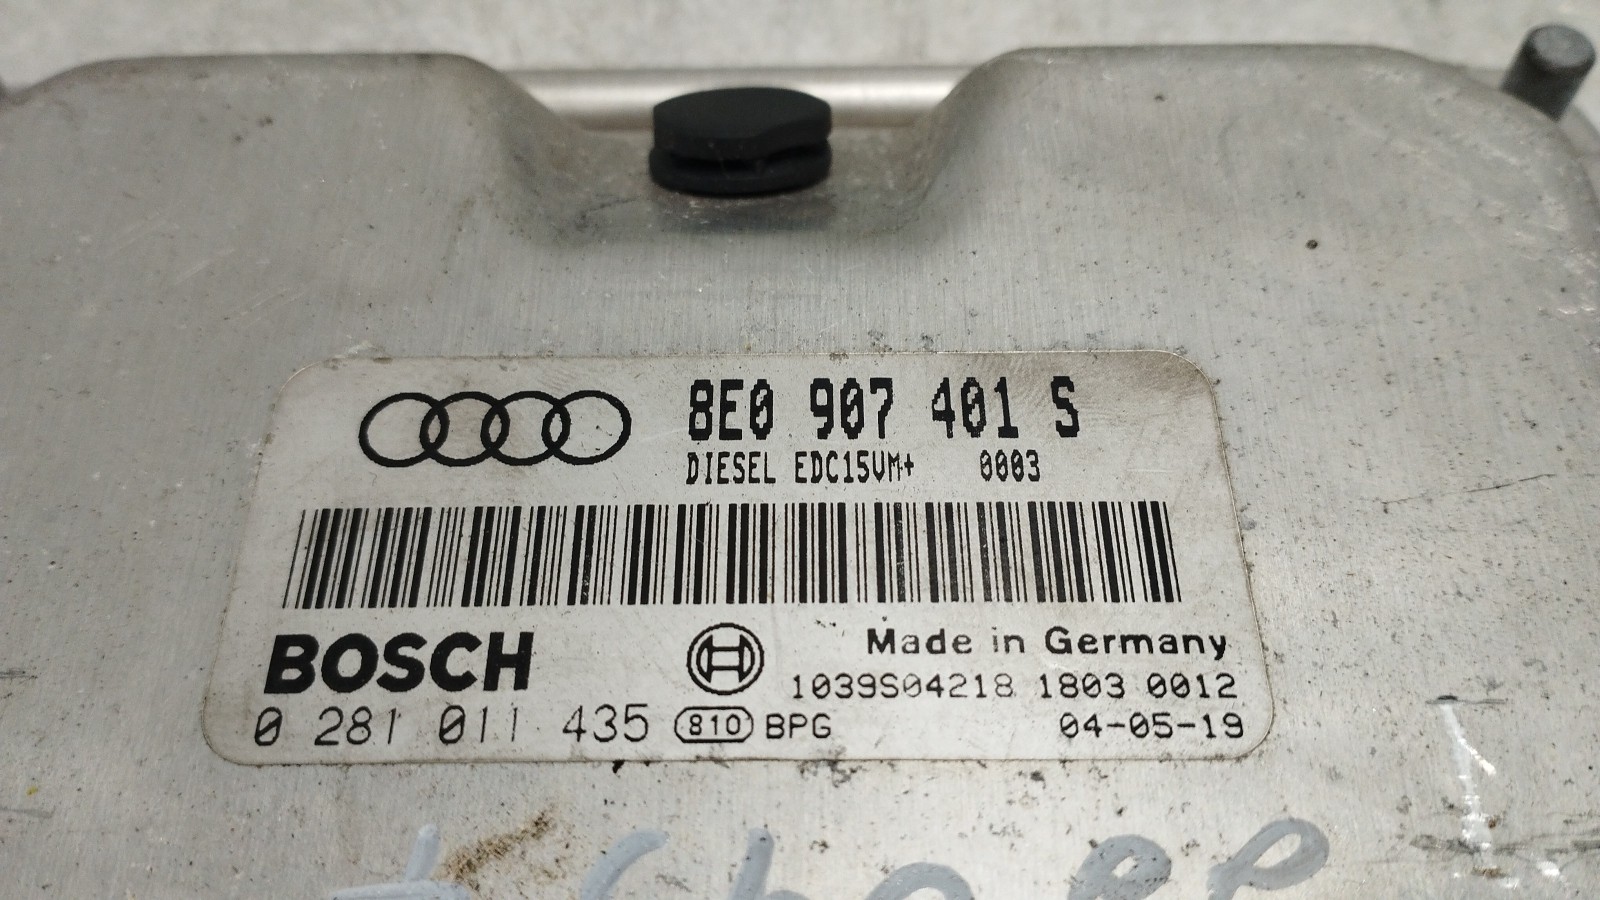 8E0 907 401 S
DIESEL EDC15VM+ 0003
BOSCH
Made in Germany
1039S04218 1803 0012
0 281 011 435 810 BPG 04-05-19